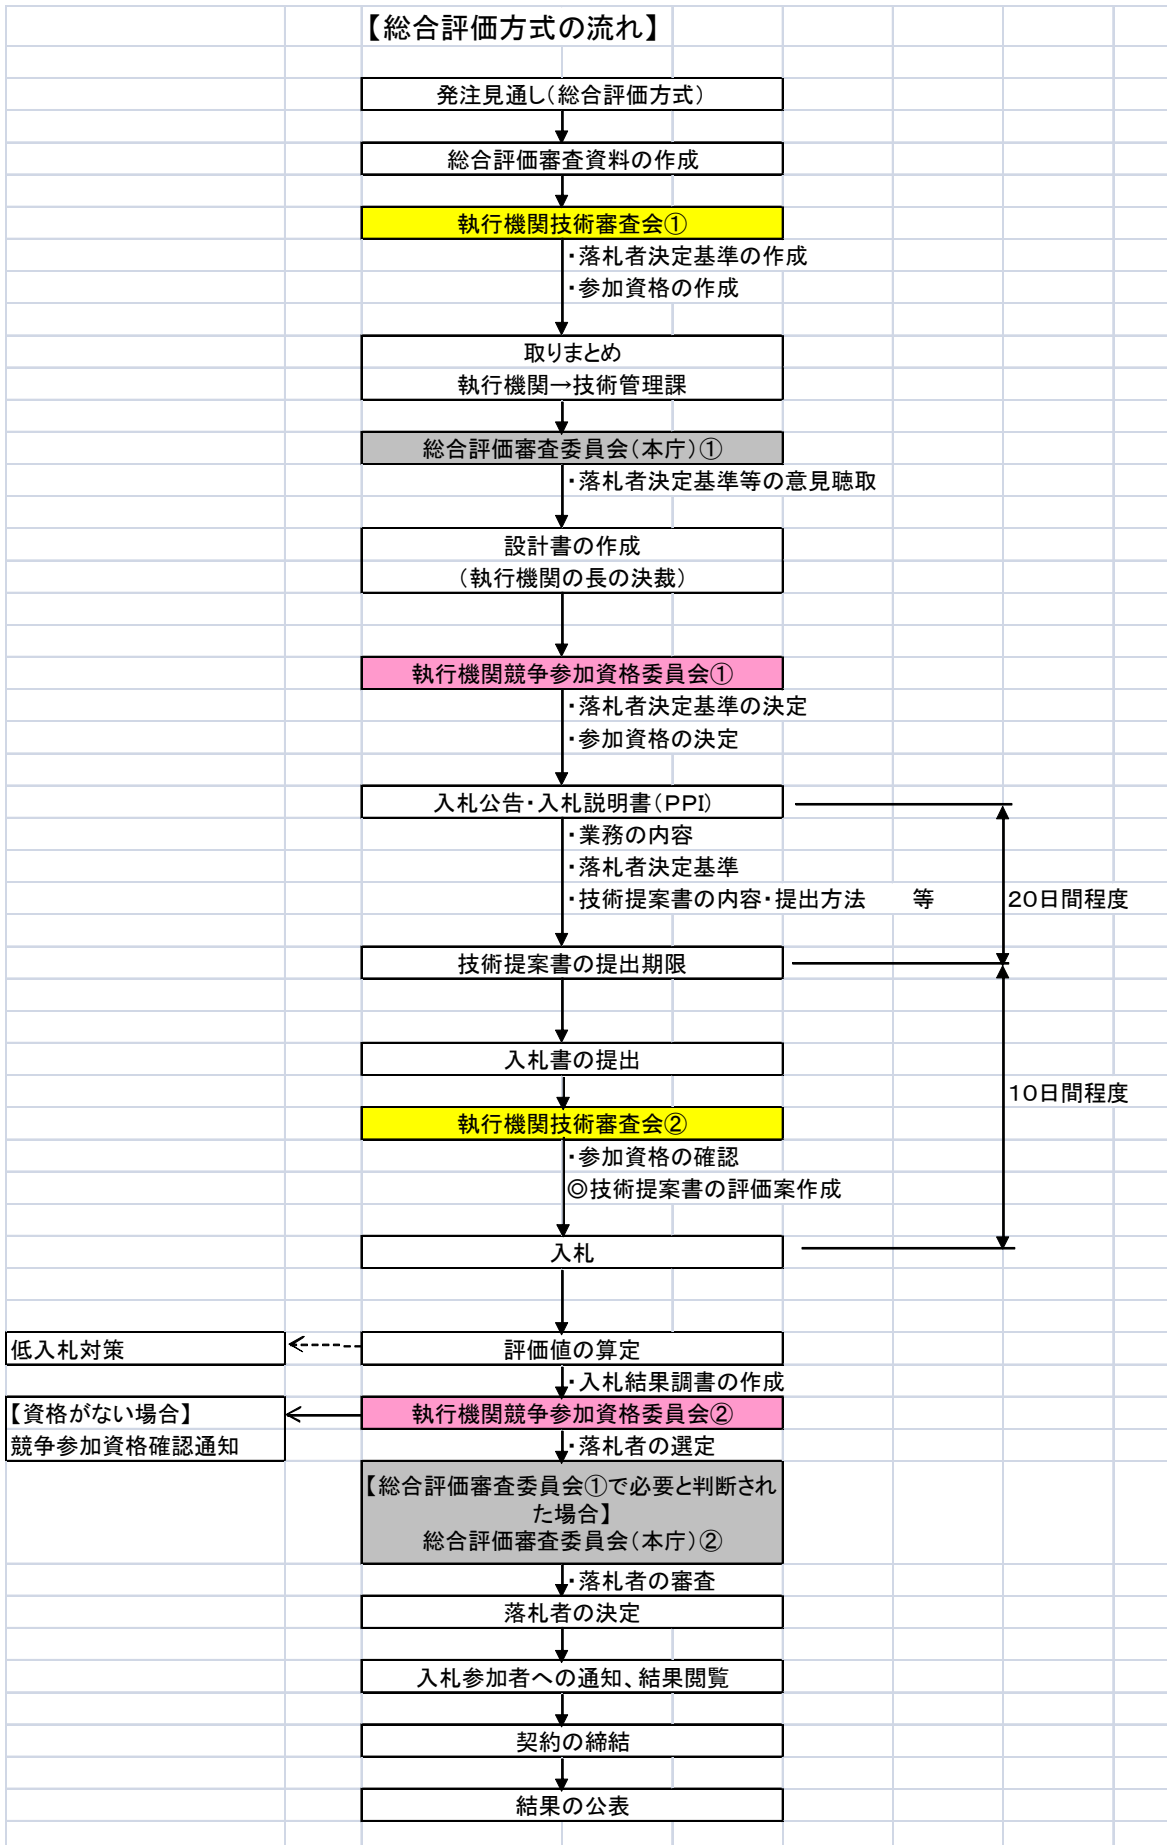 【総合評価方式の流れ】
発注見通し(総合評価方式)
総合評価審査資料の作成
執行機関技術審査会①
・落札者決定基準の作成
・参加資格の作成
取りまとめ
執行機関→技術管理課
総合評価審査委員会(本庁)①
・落札者決定基準等の意見聴取
設計書の作成
(執行機関の長の決裁)
執行機関競争参加資格委員会①
・落札者決定基準の決定
・参加資格の決定
入札公告・入札説明書(PPI)
・業務の内容
・落札者決定基準
・技術提案書の内容・提出方法　　等
20日間程度
技術提案書の提出期限
入札書の提出
10日間程度
執行機関技術審査会②
・参加資格の確認
◎技術提案書の評価案作成
入札
低入札対策
評価値の算定
・入札結果調書の作成
【資格がない場合】
競争参加資格確認通知
執行機関競争参加資格委員会②
・落札者の選定
【総合評価審査委員会①で必要と判断され
た場合】
総合評価審査委員会(本庁)②
・落札者の審査
落札者の決定
入札参加者への通知、結果閲覧
契約の締結
結果の公表